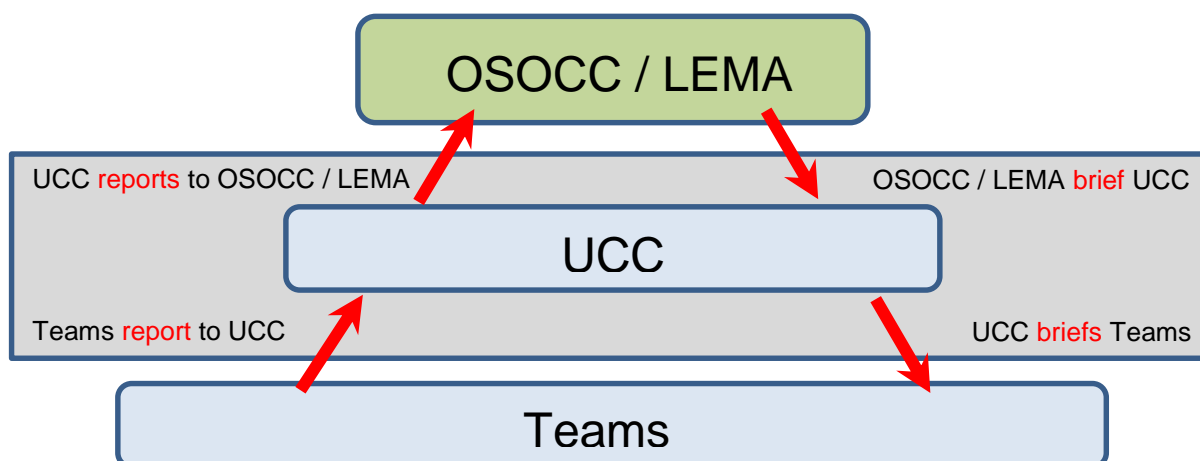 OSOCC / LEMA
UCC reports to OSOCC / LEMA
OSOCC / LEMA brief UCC
UCC
Teams report to UCC
UCC briefs Teams
Teams